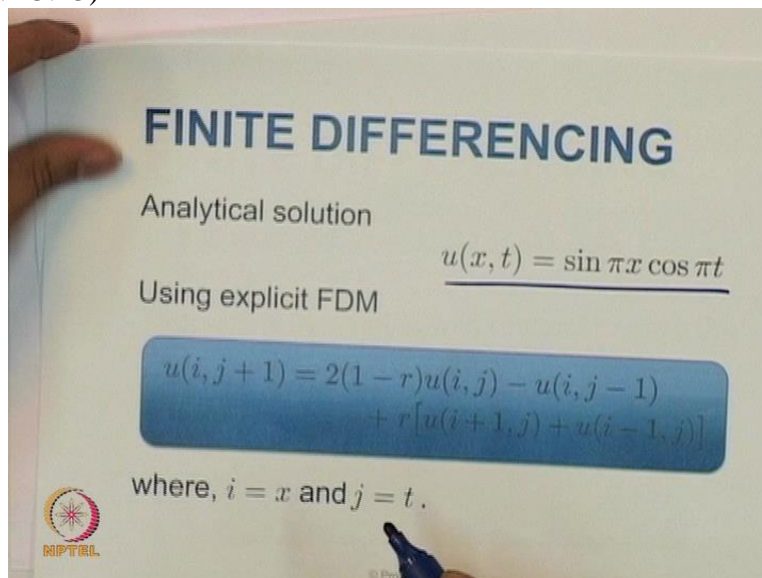 FINITE DIFFERENCING
Analytical solution
u(x, t) = sin πx cos πt
Using explicit FDM
u(i, j + 1) = 2(1 − r)u(i, j) − u(i, j − 1)
+ r[u(i + 1, j) + u(i − 1, j)]
where, i = x and j = t .
NPTEL